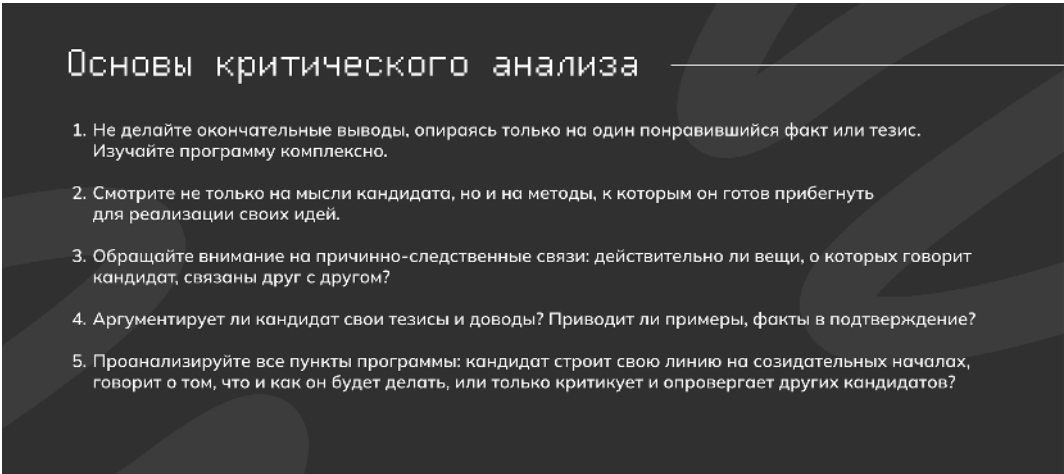 Основы критического анализа
1. Не делайте окончательные выводы, опираясь только на один понравившийся факт или тезис.
Изучайте программу комплексно.
2. Смотрите не только на мысли кандидата, но и на методы, к которым он готов прибегнуть
для реализации своих идей.
3. Обращайте внимание на причинно-следственные связи: действительно ли вещи, о которых говорит
кандидат, связаны друг с другом?
4. Аргументирует ли кандидат свои тезисы и доводы? Приводит ли примеры, факты в подтверждение?
5. Проанализируйте все пункты программы: кандидат строит свою линию на созидательных началах,
говорит о том, что и как он будет делать, или только критикует и опровергает других кандидатов?